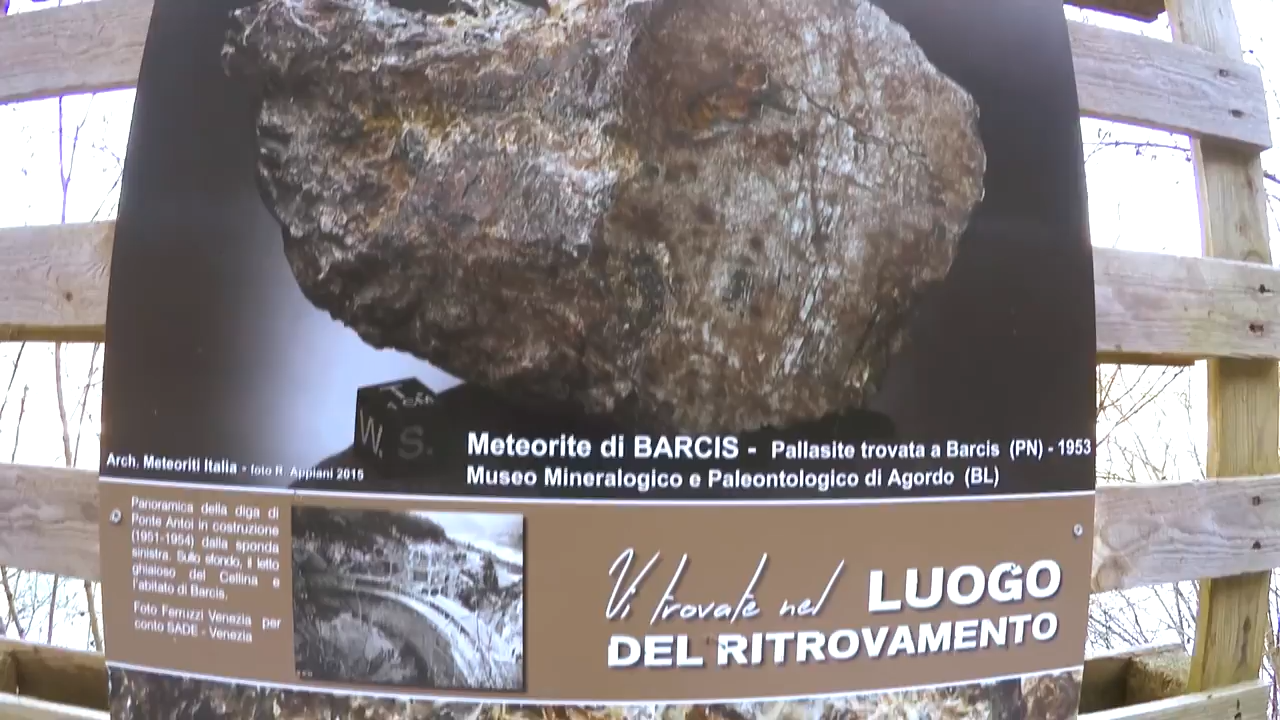 T
W. S.
Meteorite di BARCIS - Pallasite trovata a Barcis (PN) - 1953
Arch. Meteoriti Italia - foto R. Appiani 2015
Museo Mineralogico e Paleontologico di Agordo (BL)
Panoramica della diga di
Ponte Antoi in costruzione
(1951-1954) dalla sponda
sinistra. Sullo sfondo, il letto
ghiaioso del Cellina e
l'abitato di Barcis,
Foto Ferruzzi Venezia per
conto SADE - Venezia
Vi trovate nel LUOGO
DEL RITROVAMENTO